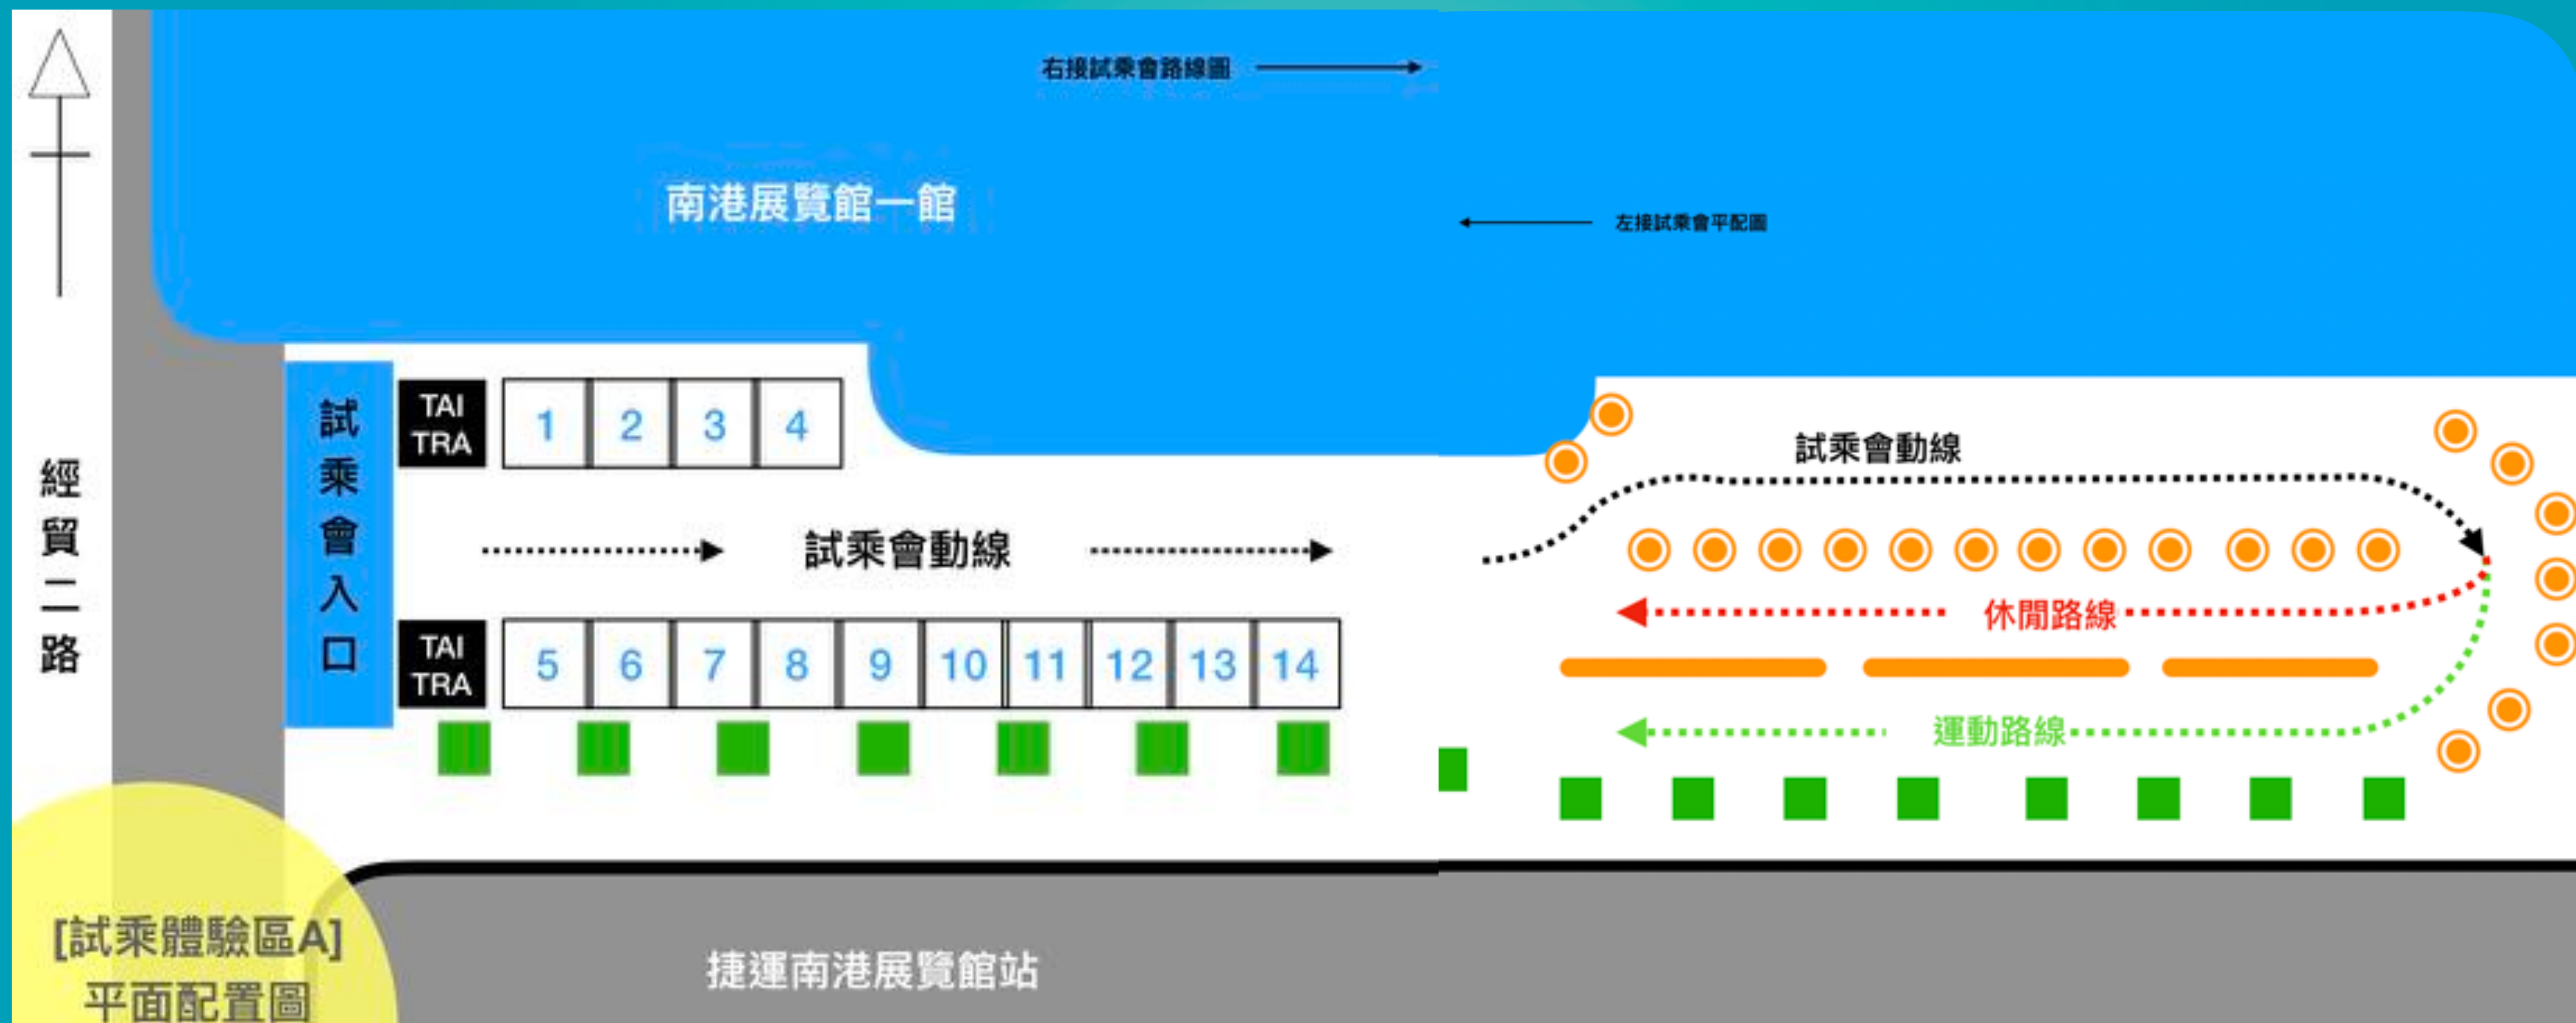 右接試乘會路線圖
南港展覽館一館
左接試乘會平配圖
經貿二路
試乘會入口
TAI
TRA
1 2 3 4
試乘會動線
試乘會動線
TAI
TRA
5 6 7 8 9 10 11 12 13 14
休閒路線
運動路線
[試乘體驗區A]
平面配置圖
捷運南港展覽館站